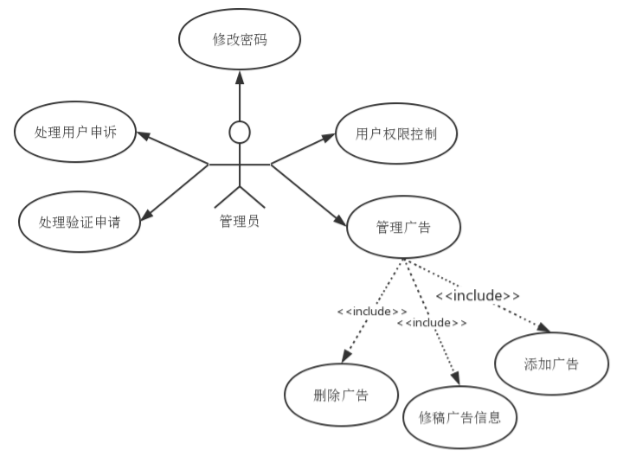 修改密码
处理用户申诉
用户权限控制
处理验证申请
管理员
管理广告
<<include>>
<<include>>
<<include>>
删除广告
修稿广告信息
添加广告